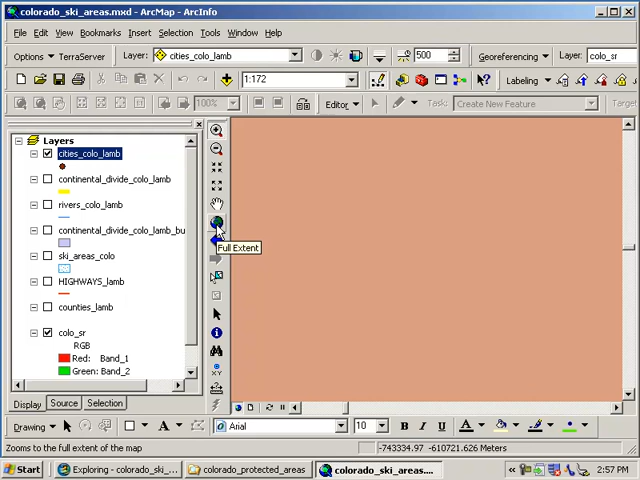 colorado_ski_areas.mxd - ArcMap - ArcInfo
File Edit View Bookmarks Insert Selection Tools Window Help
Options TerraServer Layer: cities_colo_lamb 500 Georeferencing Layer: colo_sr
1:172 Labeling
100% Editor Task: Create New Feature Target
Layers
cities_colo_lamb
continental_divide_colo_lamb
rivers_colo_lamb
continental_divide_colo_lamb_bu
Full Extent
ski_areas_colo
HIGHWAYS_lamb
counties_lamb
colo_sr
RGB
Red: Band_1
Green: Band_2
Display Source Selection
Drawing A Arial 10 B I U A
Zooms to the full extent of the map -743334.97 -610721.626 Meters
Start Exploring - colorado_ski_... colorado_protected_areas colorado_ski_areas.... 2:57 PM